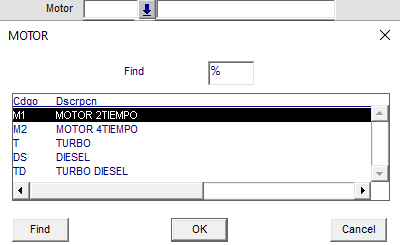 Motor
MOTOR
Find %
Cdgo Dscrpcn
M1 MOTOR 2TIEMPO
M2 MOTOR 4TIEMPO
T TURBO
DS DIESEL
TD TURBO DIESEL
Find OK Cancel